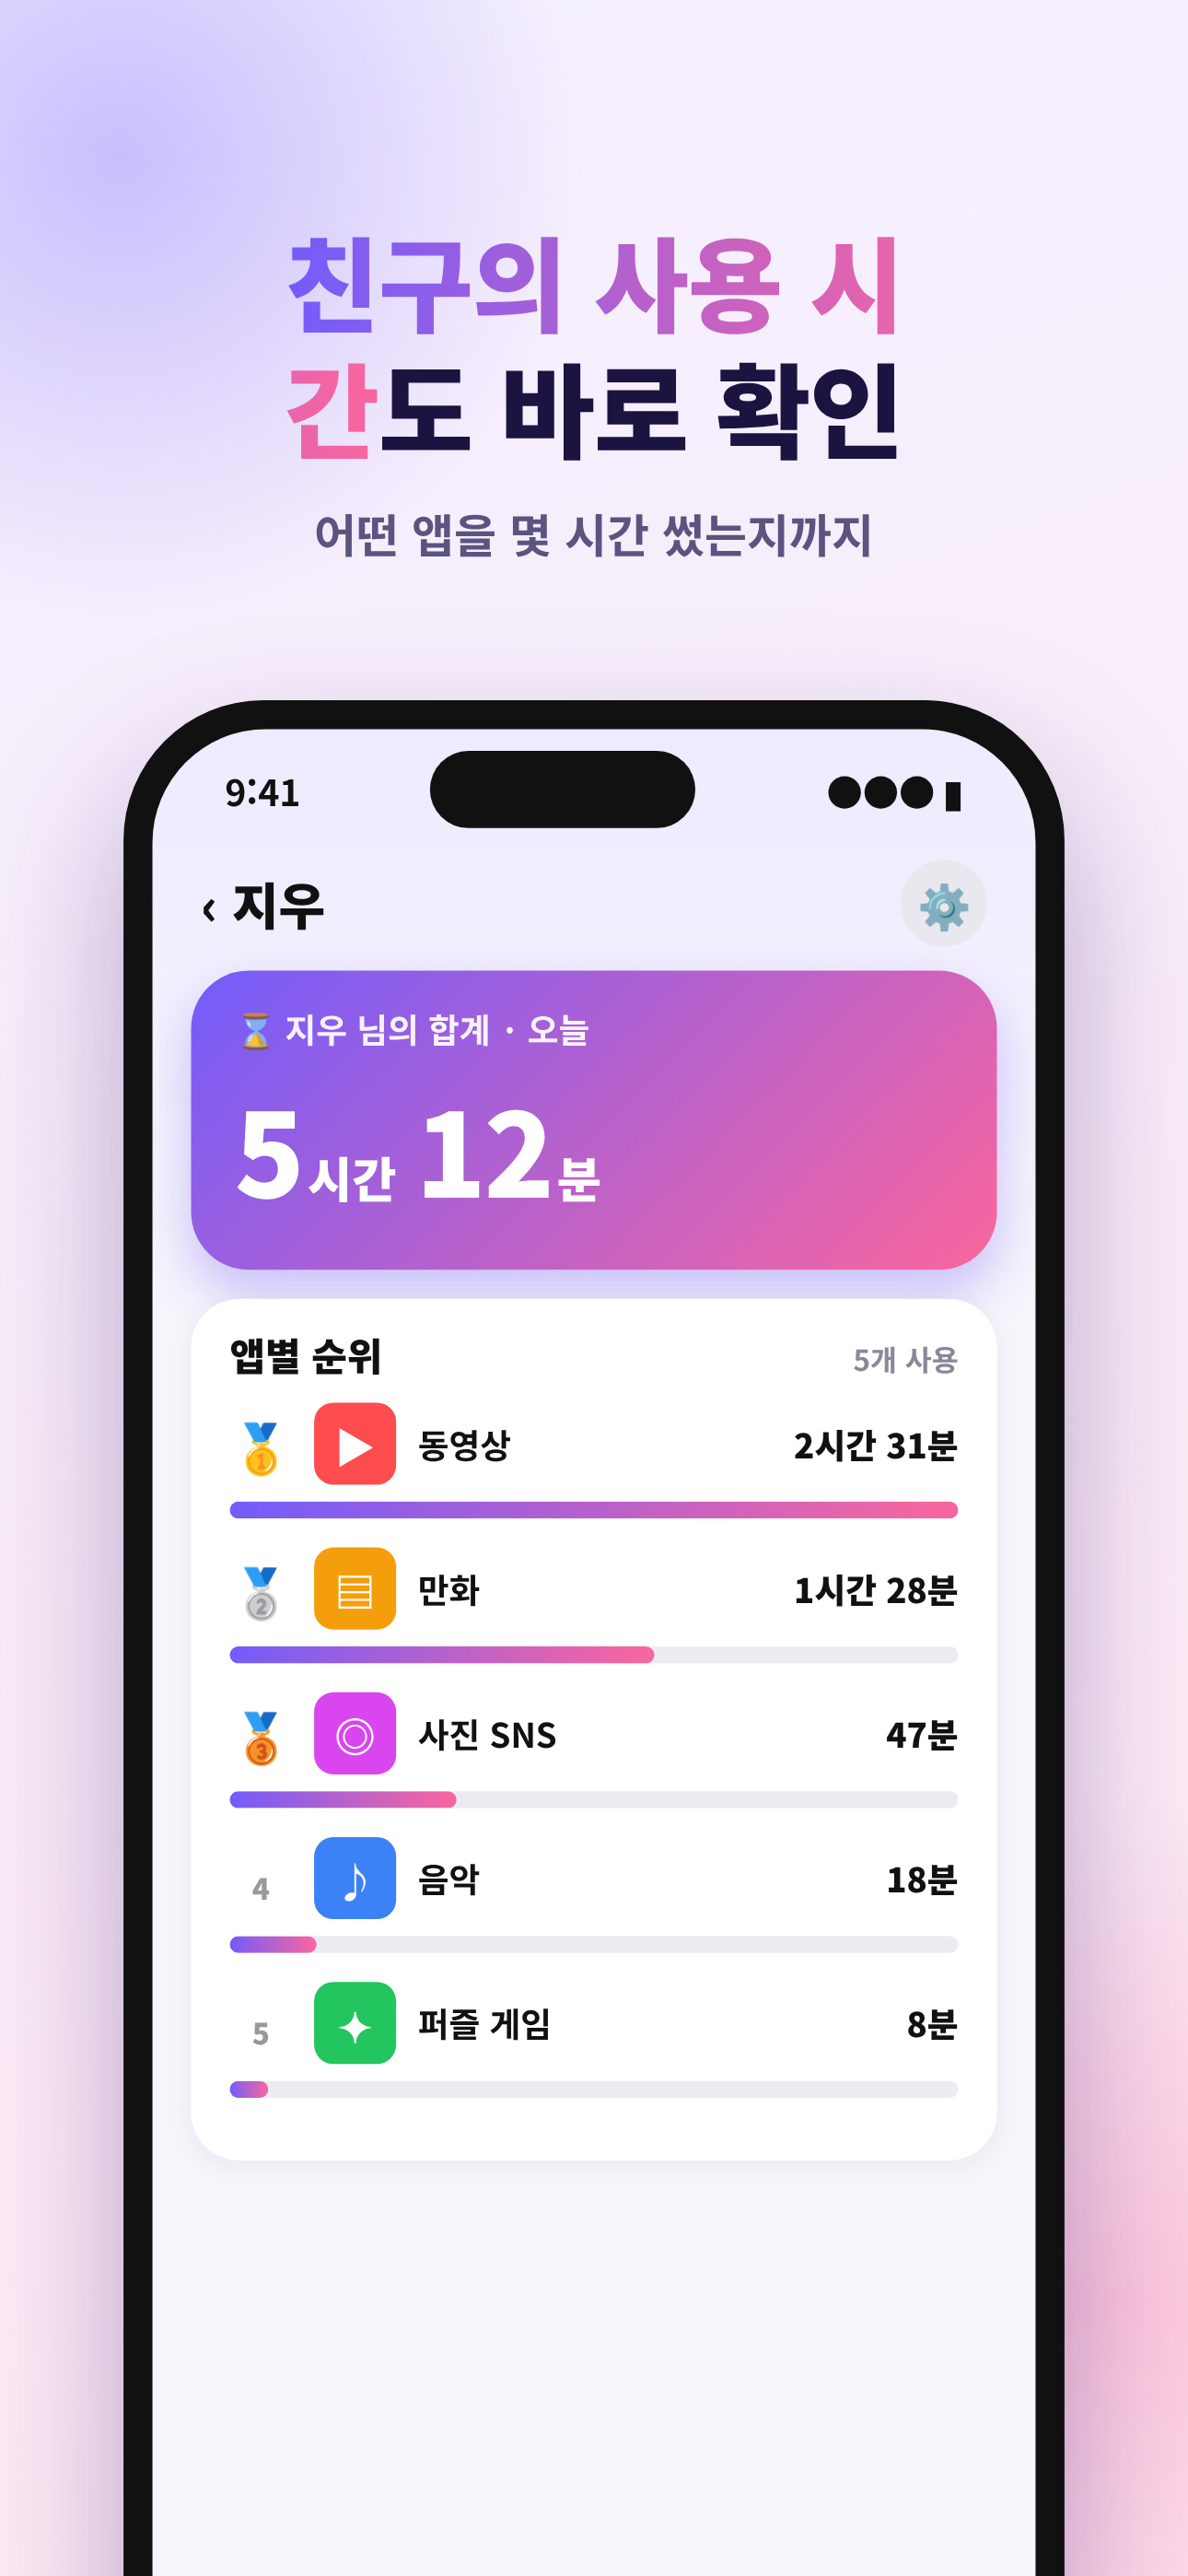 친구의 사용 시
간도 바로 확인
어떤 앱을 몇 시간 썼는지까지
9:41
‹ 지우
⌛ 지우 님의 합계 · 오늘
5시간 12분
앱별 순위
5개 사용
🥇 동영상 2시간 31분
🥈 만화 1시간 28분
🥉 사진 SNS 47분
4 음악 18분
5 퍼즐 게임 8분